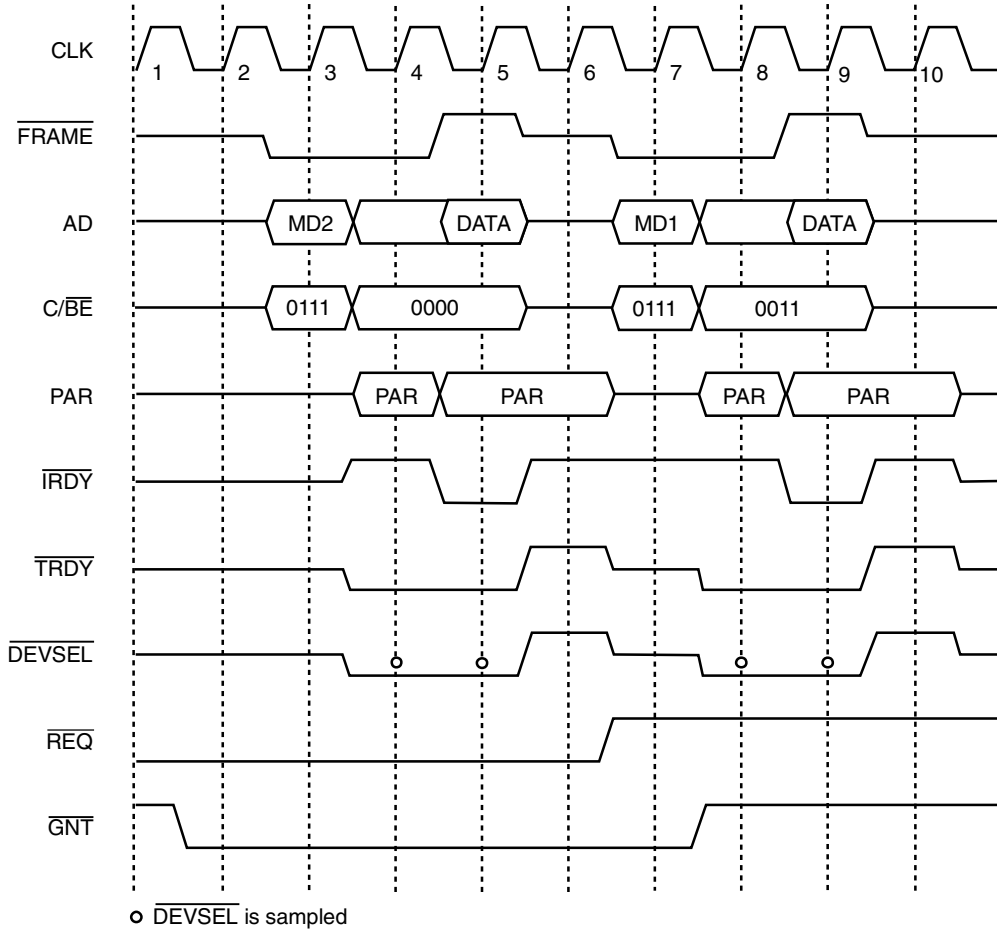 CLK
1 2 3 4 5 6 7 8 9 10
FRAME
AD MD2 DATA MD1 DATA
C/BE 0111 0000 0111 0011
PAR PAR PAR PAR PAR
IRDY
TRDY
DEVSEL
REQ
GNT
DEVSEL is sampled